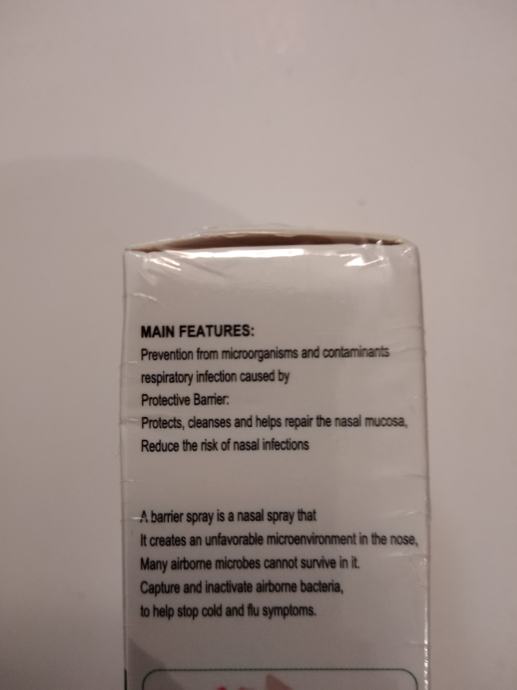 MAIN FEATURES:
Prevention from microorganisms and contaminants
respiratory infection caused by
Protective Barrier:
Protects, cleanses and helps repair the nasal mucosa,
Reduce the risk of nasal infections
A barrier spray is a nasal spray that
It creates an unfavorable microenvironment in the nose,
Many airborne microbes cannot survive in it.
Capture and inactivate airborne bacteria,
to help stop cold and flu symptoms.